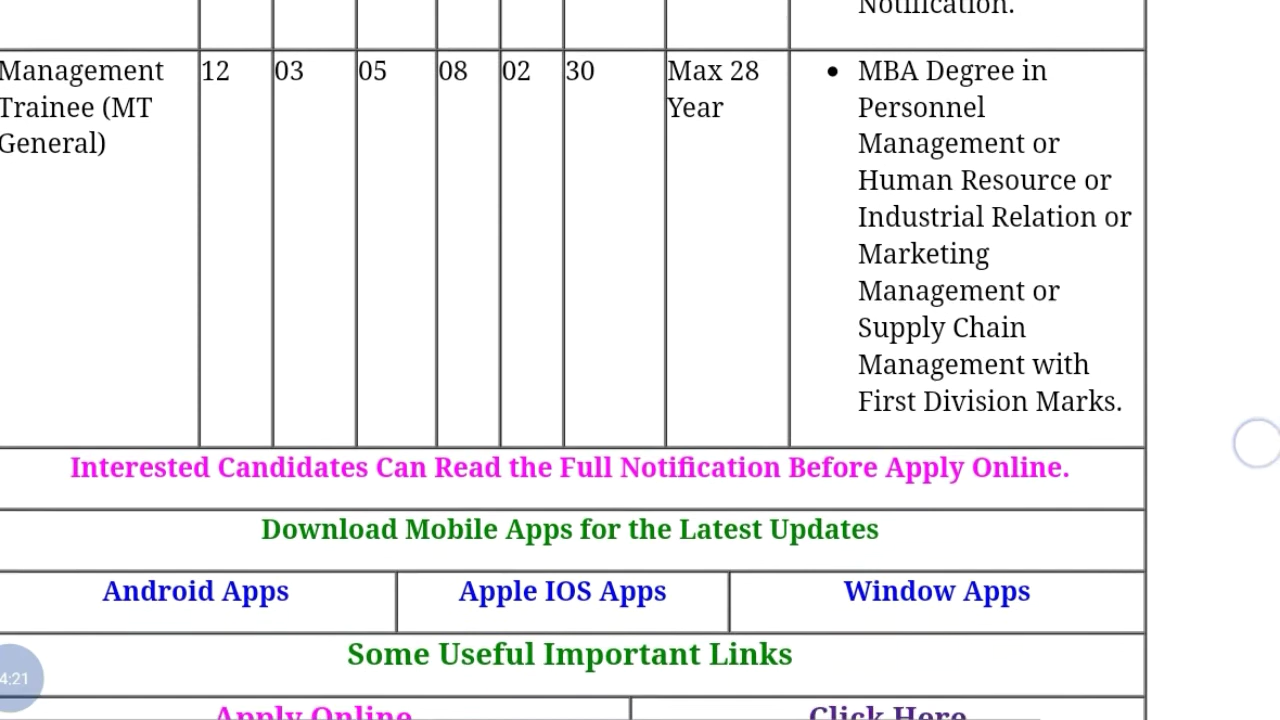 Notification.
Management 12 03 05 08 02 30 Max 28 • MBA Degree in
Trainee (MT Year Personnel
General) Management or
Human Resource or
Industrial Relation or
Marketing
Management or
Supply Chain
Management with
First Division Marks.
Interested Candidates Can Read the Full Notification Before Apply Online.
Download Mobile Apps for the Latest Updates
Android Apps Apple IOS Apps Window Apps
Some Useful Important Links
4:21
Apply Online Click Here